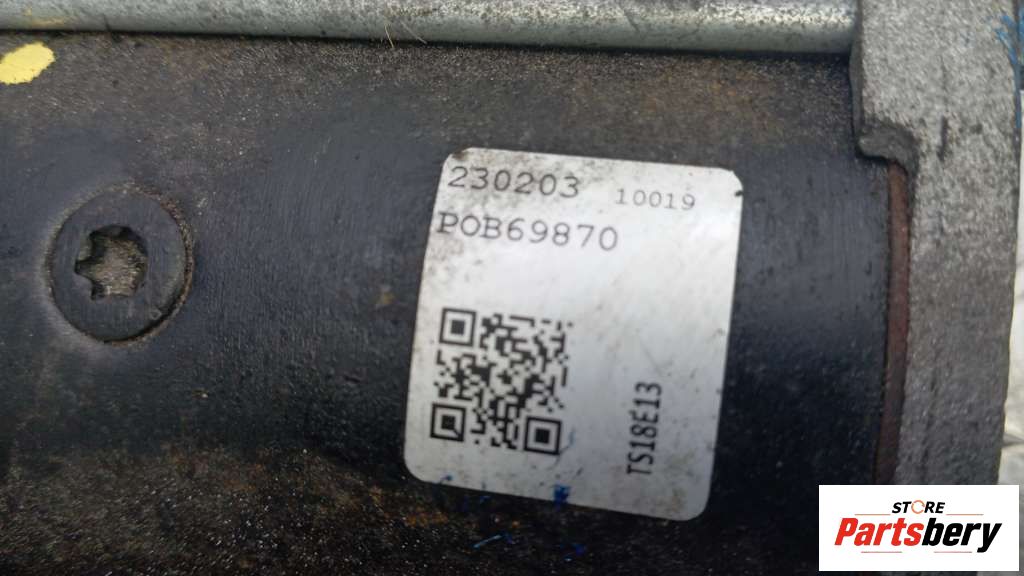 230203 10019
POB69870
TS18E13
STORE
Partsbery